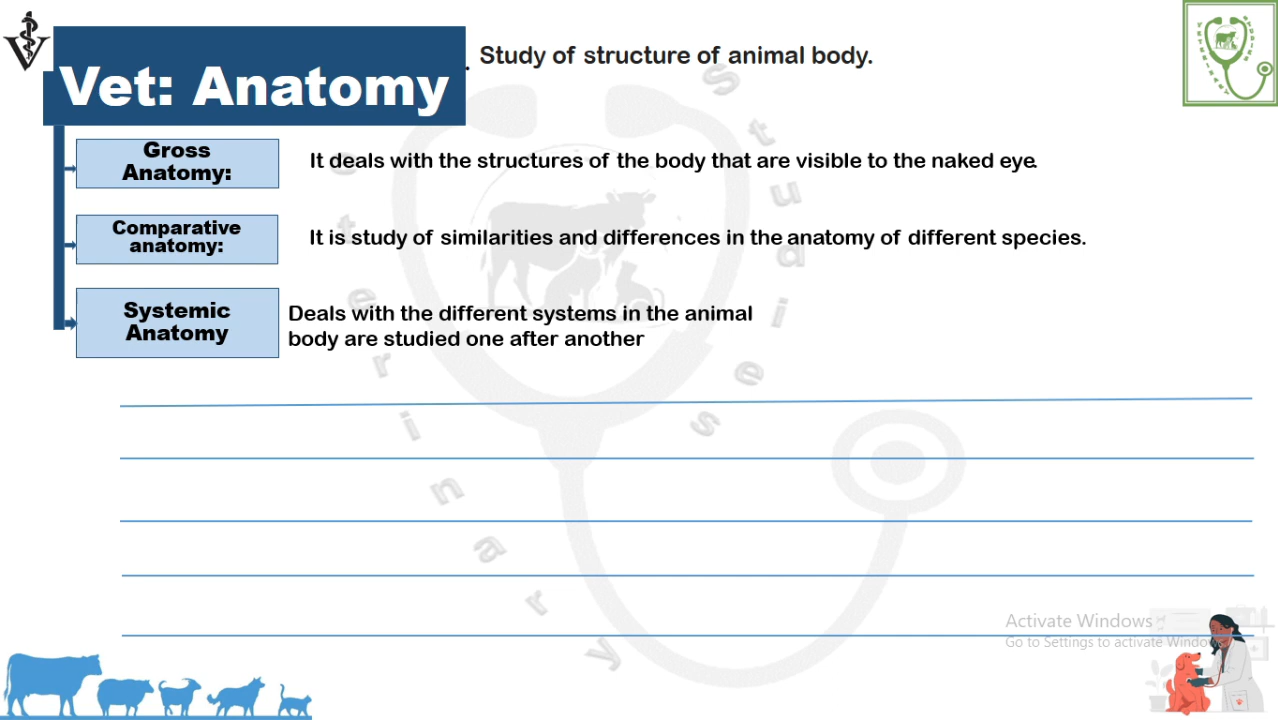 Study of structure of animal body.
Vet: Anatomy
Gross
Anatomy:
It deals with the structures of the body that are visible to the naked eye.
Comparative
anatomy:
It is study of similarities and differences in the anatomy of different species.
Systemic
Anatomy
Deals with the different systems in the animal
body are studied one after another
Veterinary Studies
Activate Windows
Go to Settings to activate Windows